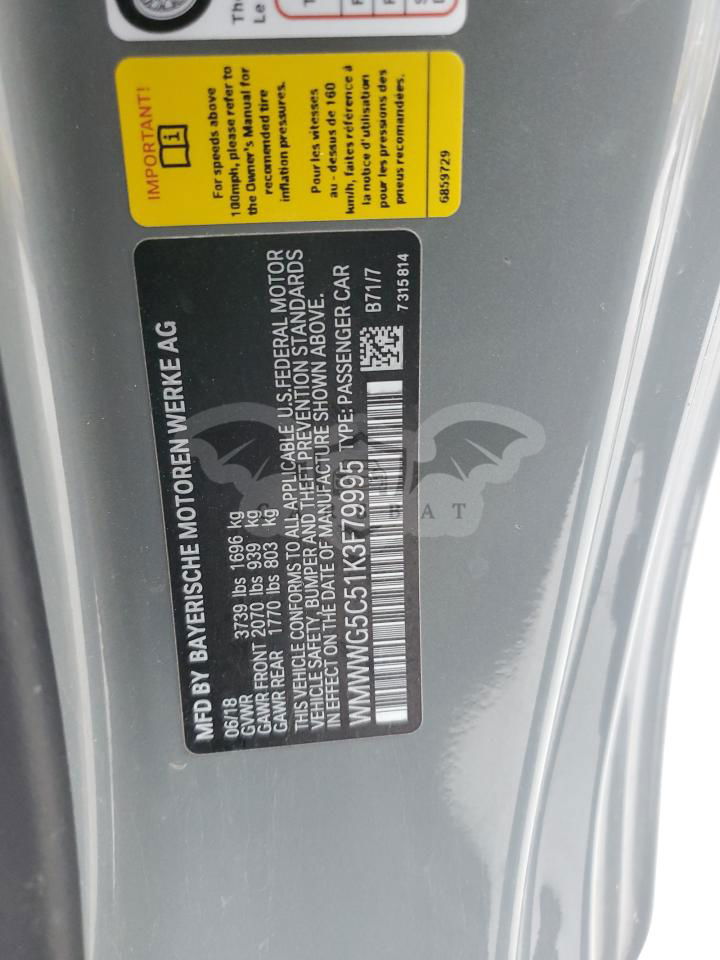 MFD BY BAYERISCHE MOTOREN WERKE AG
06/18
GVWR 3739 lbs 1696 kg
GAWR FRONT 2070 lbs 939 kg
GAWR REAR 1770 lbs 803 kg
THIS VEHICLE CONFORMS TO ALL APPLICABLE U.S.FEDERAL MOTOR
VEHICLE SAFETY, BUMPER AND THEFT PREVENTION STANDARDS
IN EFFECT ON THE DATE OF MANUFACTURE SHOWN ABOVE.
WMWWG5C51K3F79995 TYPE: PASSENGER CAR
B71/7
7315814
IMPORTANT!
For speeds above
100mph, please refer to
the Owner's Manual for
recomended tire
inflation pressures.
Pour les vitesses
au - dessus de 160
km/h, faites référence à
la notice d'utilisation
pour les pressions des
pneus recomandées.
6859729
The
Le